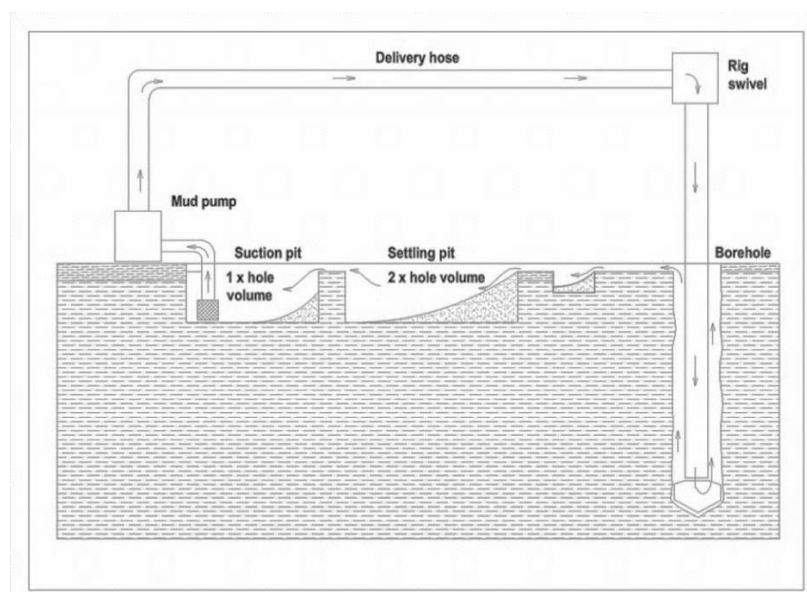 Delivery hose
Rig
swivel
Mud pump
Suction pit
Settling pit
Borehole
1 x hole
volume
2 x hole volume